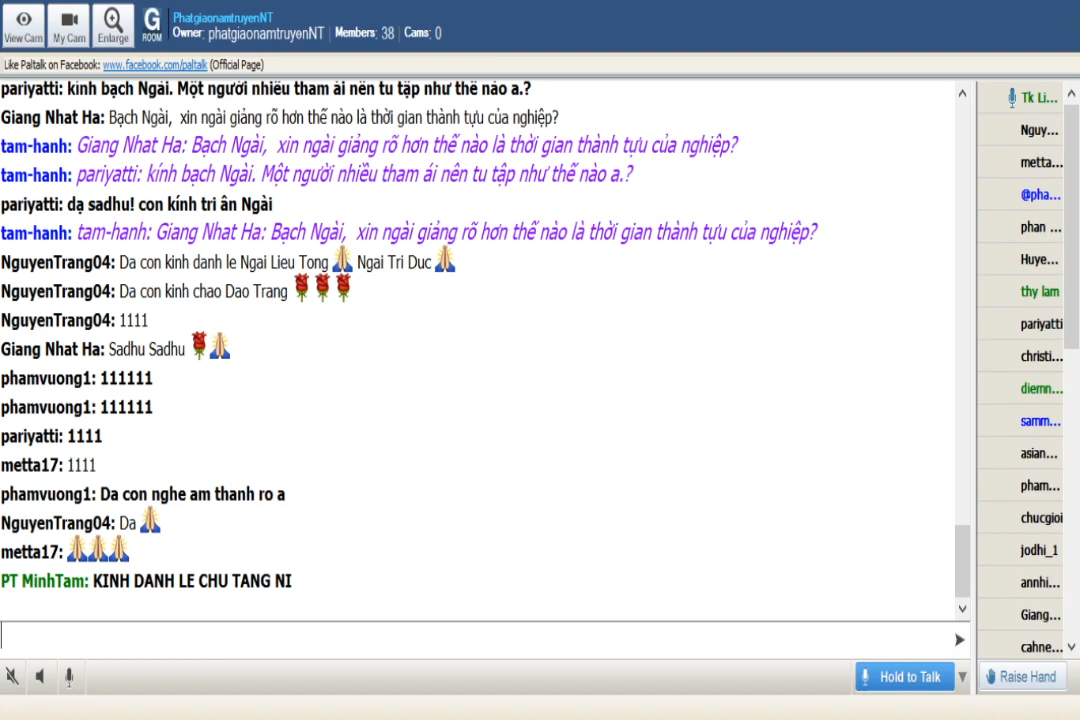 PhatgiaonamtruyenNT
View Cam My Cam Enlarge G ROOM Owner: phatgiaonamtruyenNT Members: 38 Cams: 0
Like Paltalk on Facebook: www.facebook.com/paltalk (Official Page)
pariyatti: kính bạch Ngài. Một người nhiều tham ái nên tu tập như thế nào ạ.?
Giang Nhat Ha: Bạch Ngài, xin ngài giảng rõ hơn thế nào là thời gian thành tựu của nghiệp?
tam-hanh: Giang Nhat Ha: Bạch Ngài, xin ngài giảng rõ hơn thế nào là thời gian thành tựu của nghiệp?
tam-hanh: pariyatti: kính bạch Ngài. Một người nhiều tham ái nên tu tập như thế nào ạ.?
pariyatti: dạ sadhu! con kính tri ân Ngài
tam-hanh: tam-hanh: Giang Nhat Ha: Bạch Ngài, xin ngài giảng rõ hơn thế nào là thời gian thành tựu của nghiệp?
NguyenTrang04: Da con kinh danh le Ngai Lieu Tong Ngai Tri Duc
NguyenTrang04: Da con kinh chao Dao Trang
NguyenTrang04: 1111
Giang Nhat Ha: Sadhu Sadhu
phamvuong1: 111111
phamvuong1: 111111
pariyatti: 1111
metta17: 1111
phamvuong1: Da con nghe am thanh ro a
NguyenTrang04: Da
metta17:
PT MinhTam: KINH DANH LE CHU TANG NI
Tk Li...
Nguy...
metta...
@pha...
phan ...
Huye...
thy lam
pariyatti
christi...
diemn...
samm...
asian...
pham...
chucgioi
jodhi_1
annhi...
Giang...
cahne...
Hold to Talk
Raise Hand